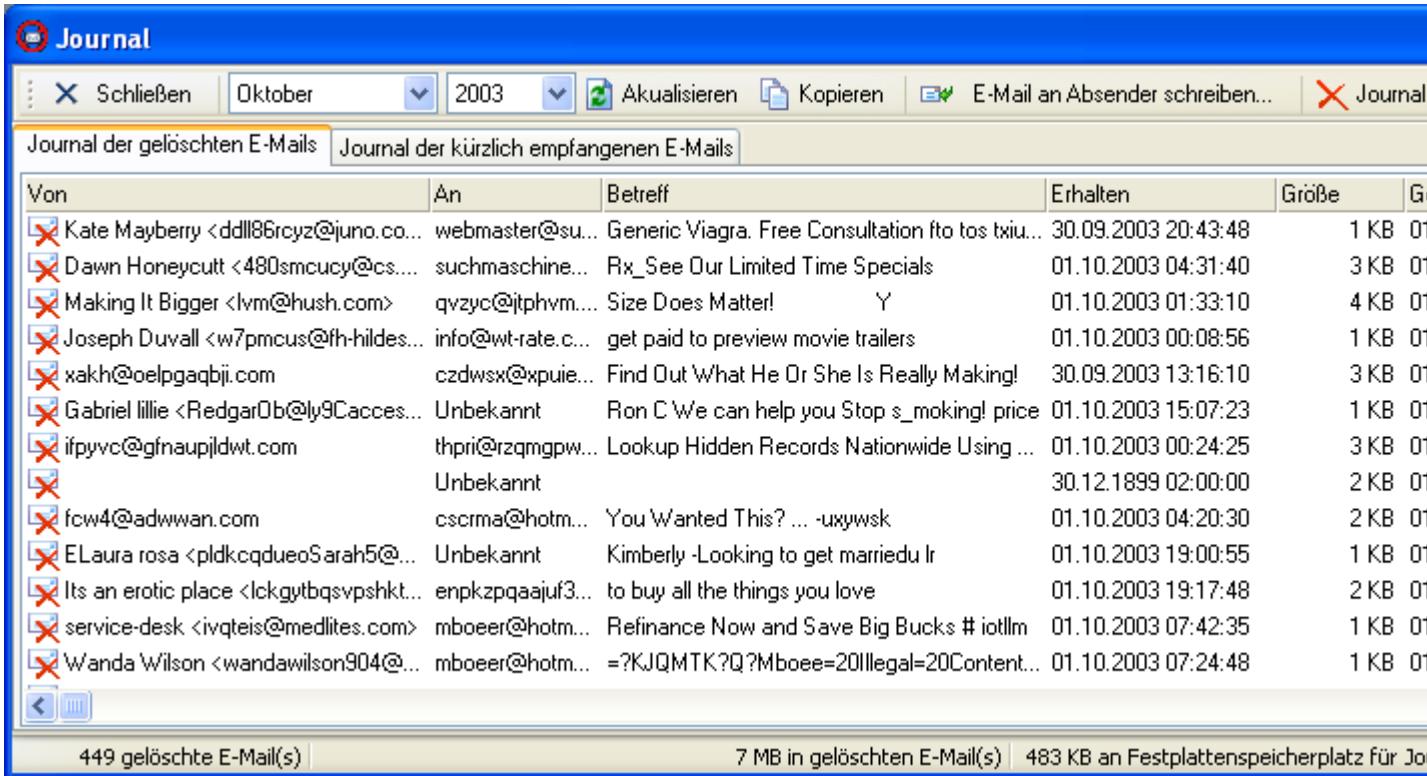 Journal
Schließen Oktober 2003 Akualisieren Kopieren E-Mail an Absender schreiben... Journal
Journal der gelöschten E-Mails Journal der kürzlich empfangenen E-Mails
Von An Betreff Erhalten Größe
Kate Mayberry <ddll86rcyz@juno.co... webmaster@su... Generic Viagra. Free Consultation fto tos txiu... 30.09.2003 20:43:48 1 KB 01
Dawn Honeycutt <480smcucy@cs.... suchmaschine... Rx_See Our Limited Time Specials 01.10.2003 04:31:40 3 KB 01
Making It Bigger <lvm@hush.com> qvzyc@jtphvm.... Size Does Matter! Y 01.10.2003 01:33:10 4 KB 01
Joseph Duvall <w7pmcus@fh-hildes... info@wt-rate.c... get paid to preview movie trailers 01.10.2003 00:08:56 1 KB 01
xakh@oelpgaqbji.com czdwsx@xpuie... Find Out What He Or She Is Really Making! 30.09.2003 13:16:10 3 KB 01
Gabriel lillie <RedgarOb@ly9Cacces... Unbekannt Ron C We can help you Stop s_moking! price 01.10.2003 15:07:23 1 KB 01
ifpyvc@gfnaupjldwt.com thpri@rzqmgpw... Lookup Hidden Records Nationwide Using ... 01.10.2003 00:24:25 3 KB 01
Unbekannt 30.12.1899 02:00:00 2 KB 01
fcw4@adwwan.com cscrma@hotm... You Wanted This? ... -uxywsk 01.10.2003 04:20:30 2 KB 01
ELaura rosa <pldkcqdueoSarah5@... Unbekannt Kimberly -Looking to get marriedu lr 01.10.2003 19:00:55 1 KB 01
Its an erotic place <lckgytbqsvpshkt... enpkzpqaajuf3... to buy all the things you love 01.10.2003 19:17:48 2 KB 01
service-desk <ivqteis@medlites.com> mboeer@hotm... Refinance Now and Save Big Bucks # iotllm 01.10.2003 07:42:35 1 KB 01
Wanda Wilson <wandawilson904@... mboeer@hotm... =?KJQMTK?Q?Mboee=20Illegal=20Content... 01.10.2003 07:24:48 1 KB 01
449 gelöschte E-Mail(s) 7 MB in gelöschten E-Mail(s) 483 KB an Festplattenspeicherplatz für